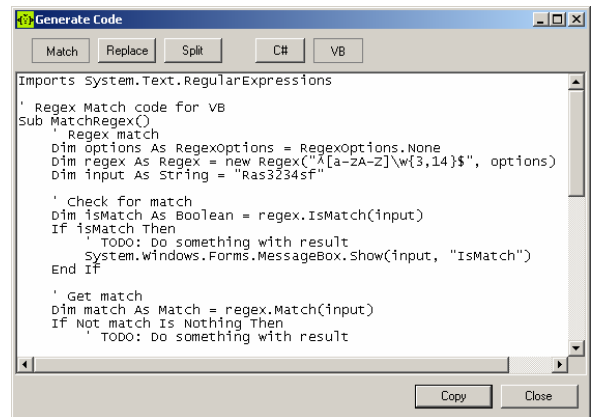 Generate Code
Match Replace Split C# VB
Imports System.Text.RegularExpressions
' Regex Match code for VB
Sub MatchRegex()
' Regex match
Dim options As RegexOptions = RegexOptions.None
Dim regex As Regex = new Regex("^[a-zA-Z]\w{3,14}$", options)
Dim input As String = "Ras3234sf"
' Check for match
Dim isMatch As Boolean = regex.IsMatch(input)
If isMatch Then
' TODO: Do something with result
System.Windows.Forms.MessageBox.Show(input, "IsMatch")
End If
' Get match
Dim match As Match = regex.Match(input)
If Not match Is Nothing Then
' TODO: Do something with result
Copy Close